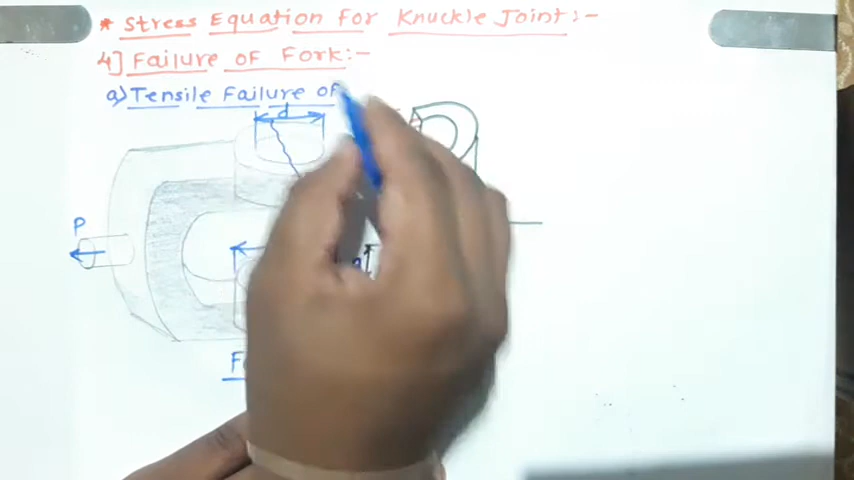 * Stress Equation For Knuckle Joint:-
4] Failure of Fork:-
a) Tensile Failure of
d
P